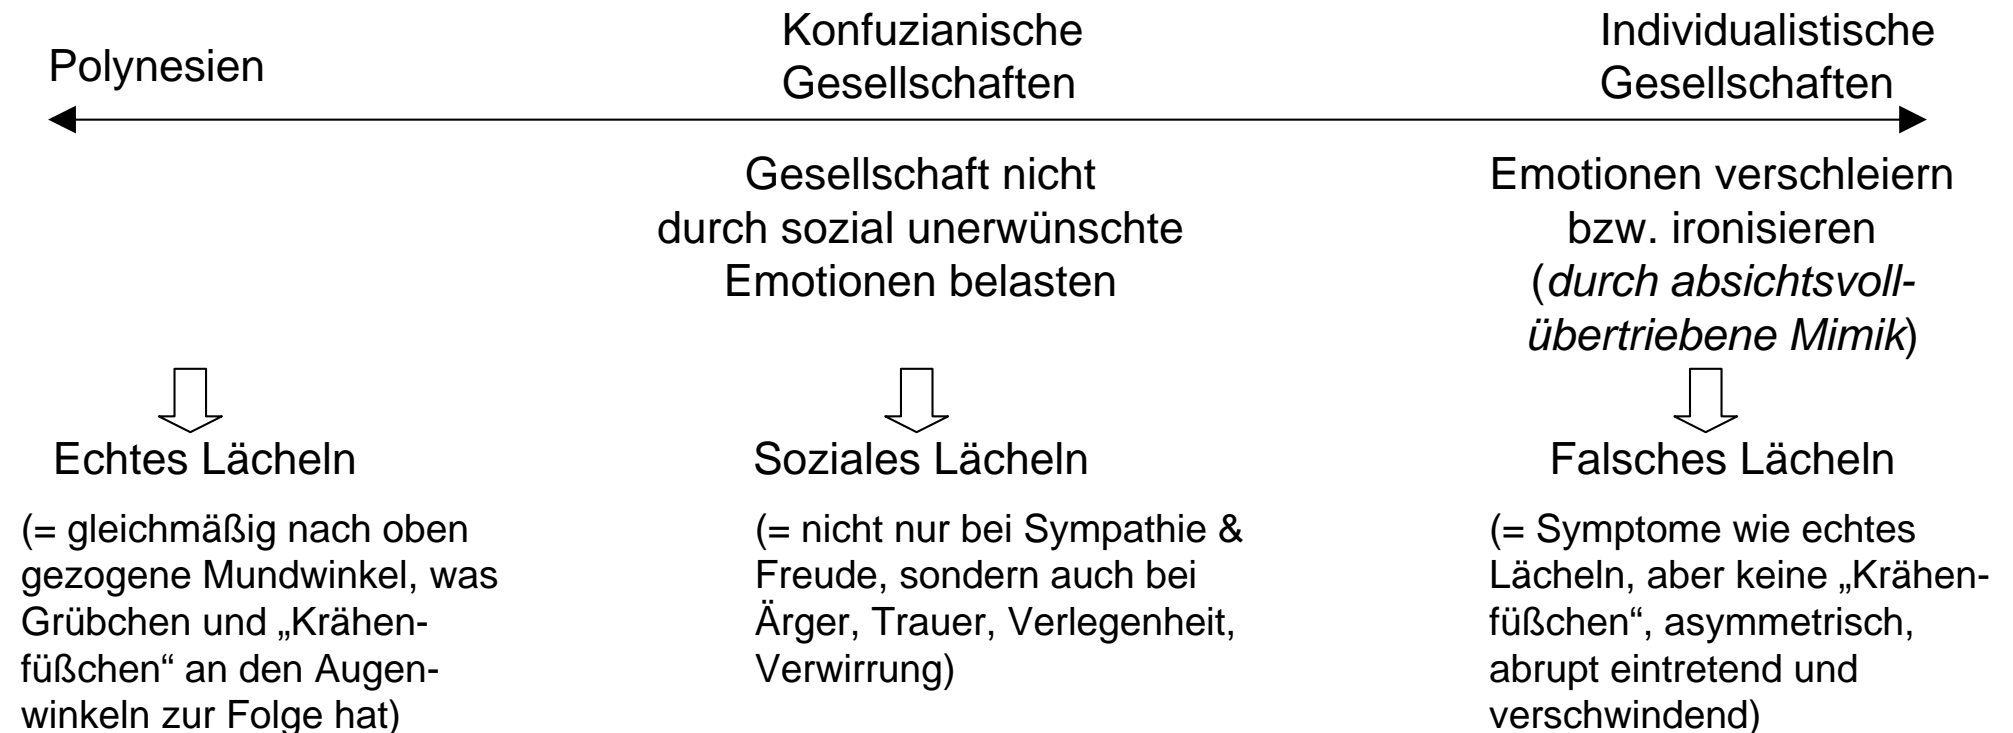 Polynesien
Konfuzianische
Gesellschaften
Individualistische
Gesellschaften
Gesellschaft nicht
durch sozial unerwünschte
Emotionen belasten
Emotionen verschleiern
bzw. ironisieren
(durch absichtsvoll-
übertriebene Mimik)
Echtes Lächeln
(= gleichmäßig nach oben
gezogene Mundwinkel, was
Grübchen und „Krähen-
füßchen“ an den Augen-
winkeln zur Folge hat)
Soziales Lächeln
(= nicht nur bei Sympathie &
Freude, sondern auch bei
Ärger, Trauer, Verlegenheit,
Verwirrung)
Falsches Lächeln
(= Symptome wie echtes
Lächeln, aber keine „Krähen-
füßchen“, asymmetrisch,
abrupt eintretend und
verschwindend)